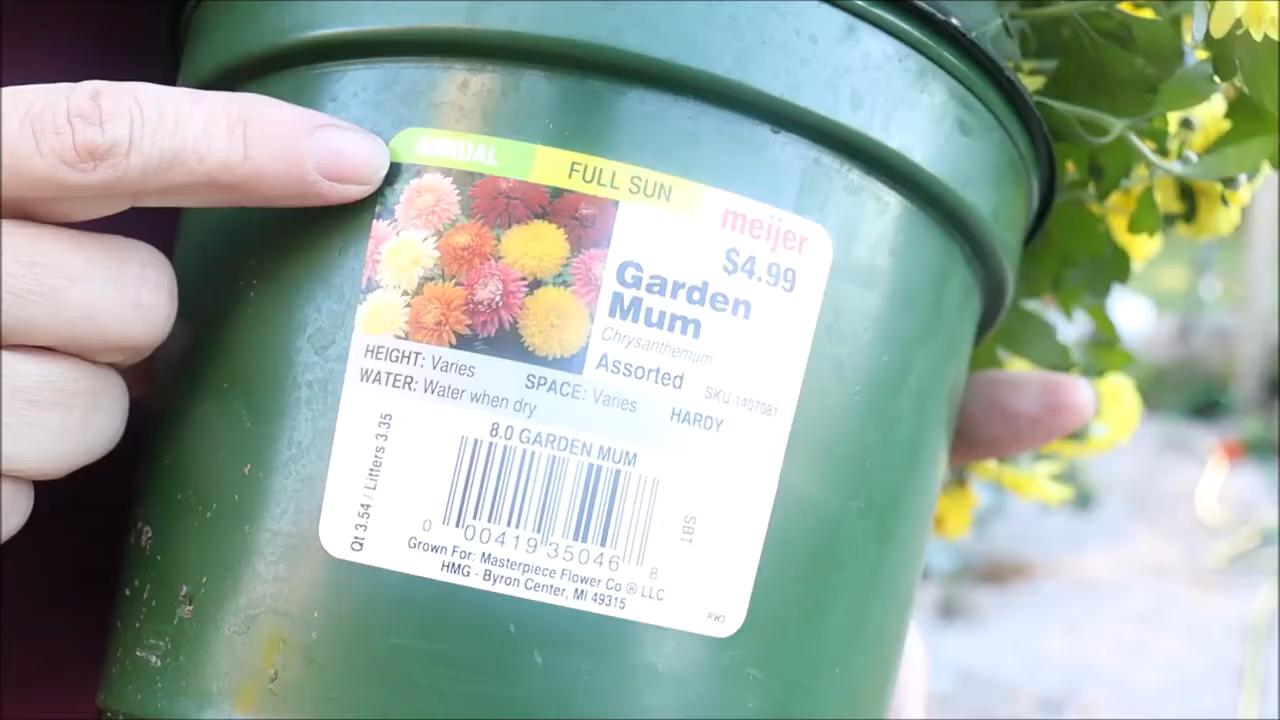 ANNUAL
FULL SUN
meijer
$4.99
Garden
Mum
Chrysanthemum
Assorted
SKU 1407081
HEIGHT: Varies
SPACE: Varies
HARDY
WATER: Water when dry
8.0 GARDEN MUM
Qt 3.54 / Litters 3.35
SBT
0 00419 35046 8
Grown For: Masterpiece Flower Co ® LLC
HMG - Byron Center, MI 49315
RW3